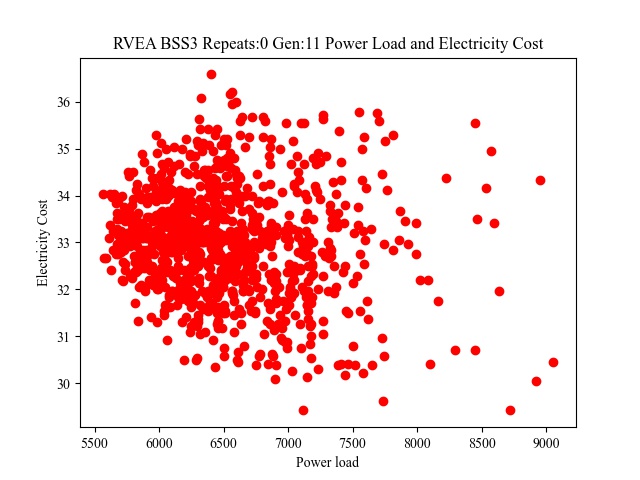 RVEA BSS3 Repeats:0 Gen:11 Power Load and Electricity Cost
36
35
34
33
32
31
30
Electricity Cost
5500 6000 6500 7000 7500 8000 8500 9000
Power load